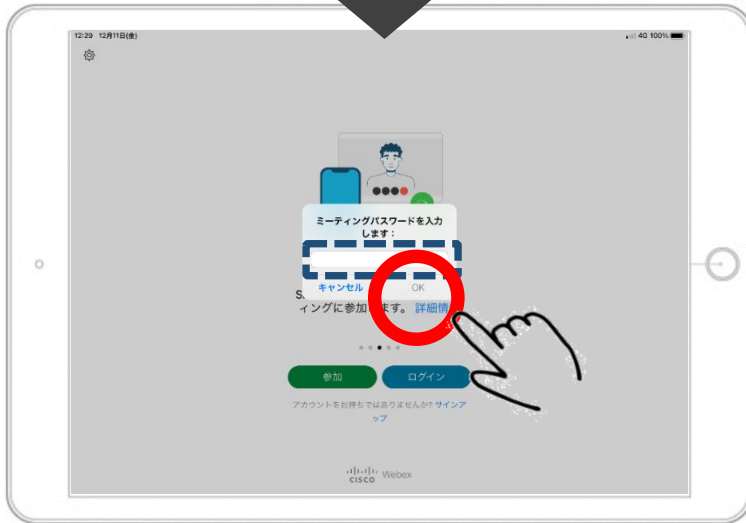 12:29 12月11日(金)
4G 100%
ミーティングパスワードを入力
します：
キャンセル OK
S
ィングに参加 ます。 詳細情
参加 ログイン
アカウントをお持ちではありませんか? サインア
ップ
CISCO Webex